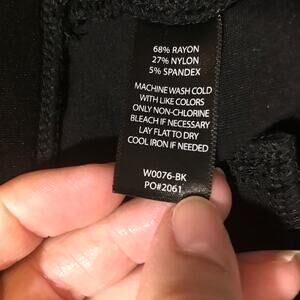 68% RAYON
27% NYLON
5% SPANDEX
MACHINE WASH COLD
WITH LIKE COLORS
ONLY NON-CHLORINE
BLEACH IF NECESSARY
LAY FLAT TO DRY
COOL IRON IF NEEDED
W0076-BK
PO#2061